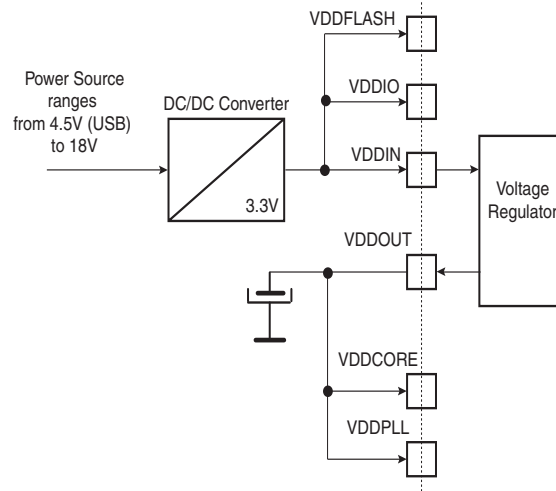 VDDFLASH
Power Source
ranges
from 4.5V (USB)
to 18V
DC/DC Converter
VDDIO
VDDIN
3.3V
Voltage
Regulator
VDDOUT
VDDCORE
VDDPLL